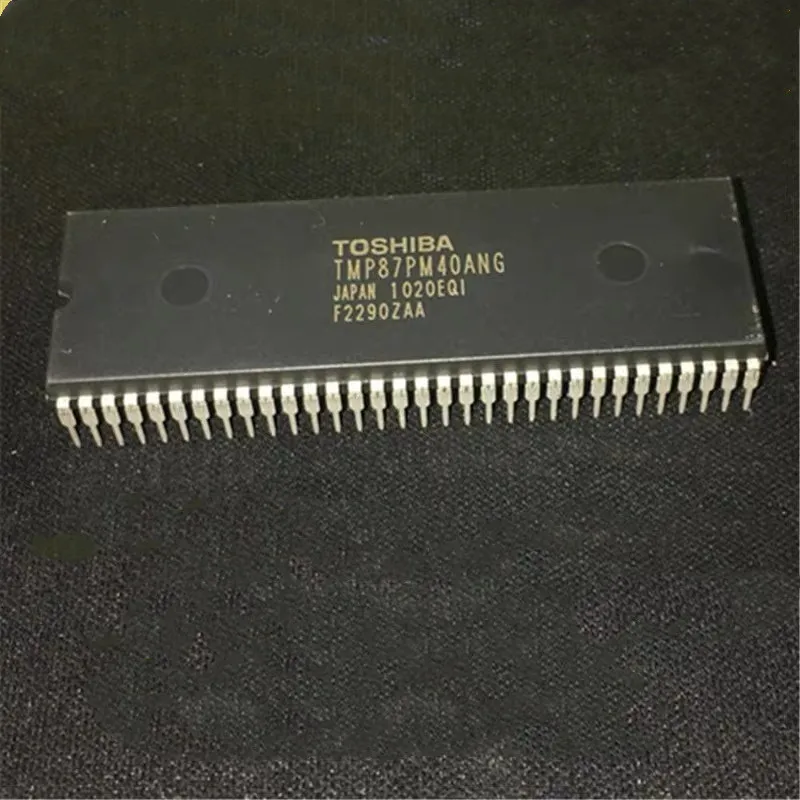 TOSHIBA
TMP87PM40ANG
JAPAN 1020EQI
F2290ZAA